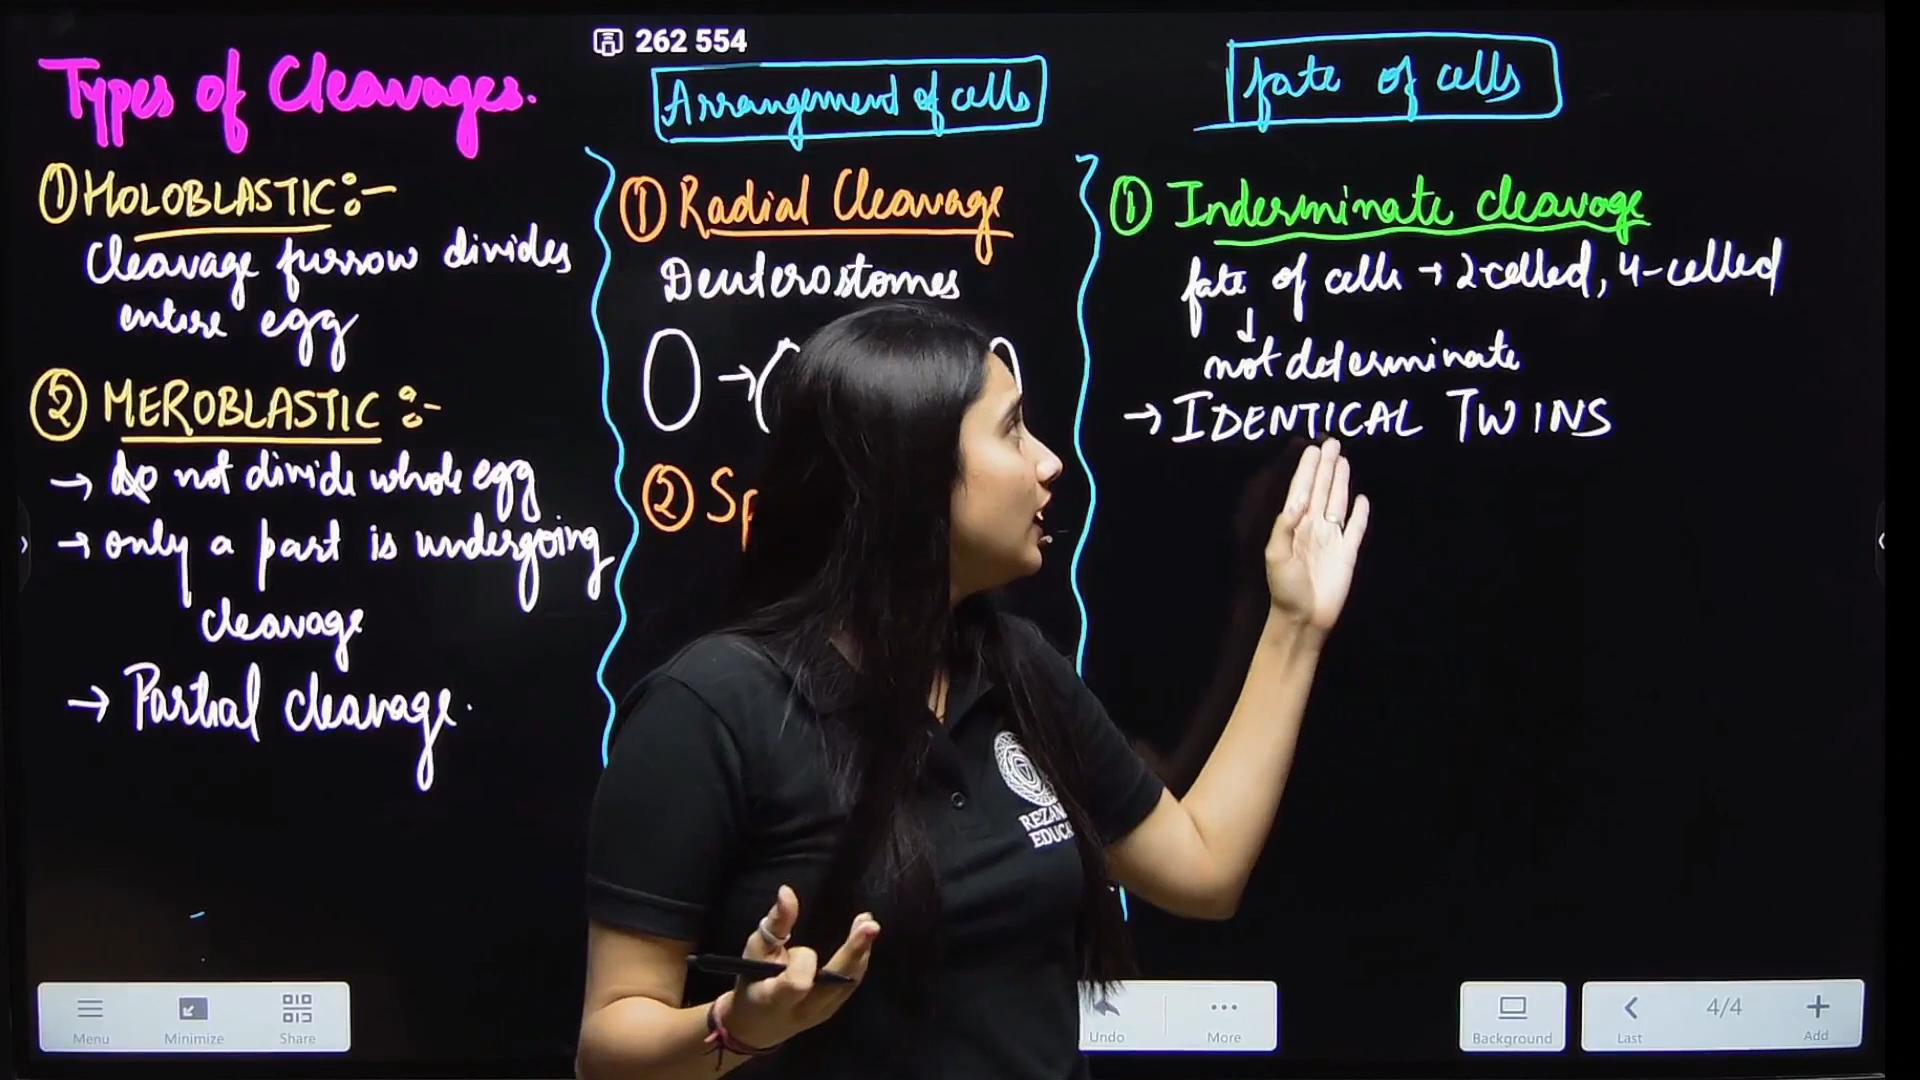 262 554
Types of Cleavages.
① HOLOBLASTIC :-
Cleavage furrow divides
entire egg
② MEROBLASTIC :-
→ do not divide whole egg
→ only a part is undergoing
cleavage
→ Partial cleavage.
Arrangement of cells
① Radial Cleavage
Deuterostomes
②
fate of cells
① Inderminate cleavage
fate of cells → 2-celled, 4-celled
not determinate
→ IDENTICAL TWINS
Menu
Minimize
Share
Undo
More
Background
Last
4/4
Add